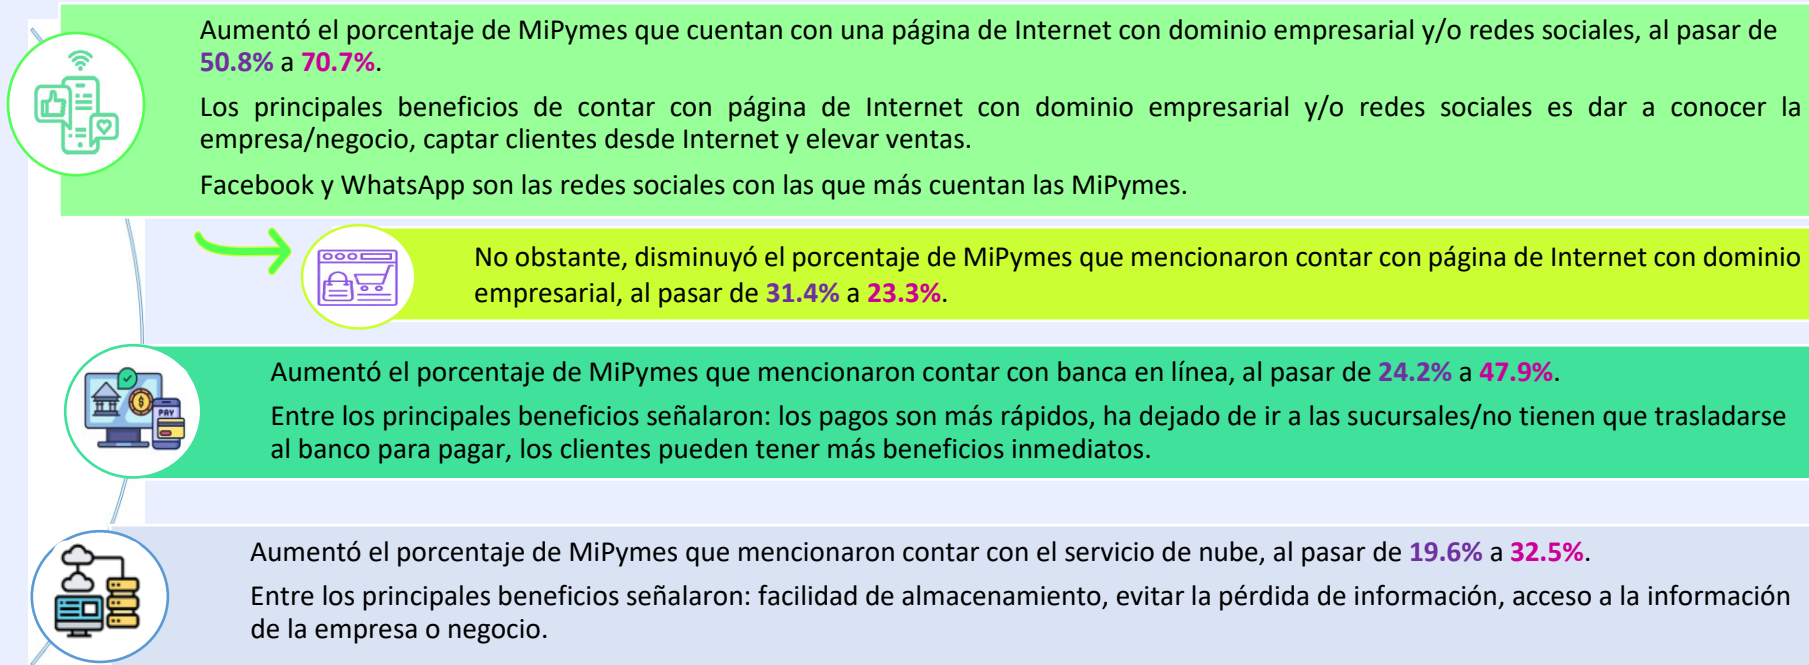 Aumentó el porcentaje de MiPymes que cuentan con una página de Internet con dominio empresarial y/o redes sociales, al pasar de
50.8% a 70.7%.
Los principales beneficios de contar con página de Internet con dominio empresarial y/o redes sociales es dar a conocer la
empresa/negocio, captar clientes desde Internet y elevar ventas.
Facebook y WhatsApp son las redes sociales con las que más cuentan las MiPymes.
No obstante, disminuyó el porcentaje de MiPymes que mencionaron contar con página de Internet con dominio
empresarial, al pasar de 31.4% a 23.3%.
PAY
Aumentó el porcentaje de MiPymes que mencionaron contar con banca en línea, al pasar de 24.2% a 47.9%.
Entre los principales beneficios señalaron: los pagos son más rápidos, ha dejado de ir a las sucursales/no tienen que trasladarse
al banco para pagar, los clientes pueden tener más beneficios inmediatos.
Aumentó el porcentaje de MiPymes que mencionaron contar con el servicio de nube, al pasar de 19.6% a 32.5%.
Entre los principales beneficios señalaron: facilidad de almacenamiento, evitar la pérdida de información, acceso a la información
de la empresa o negocio.